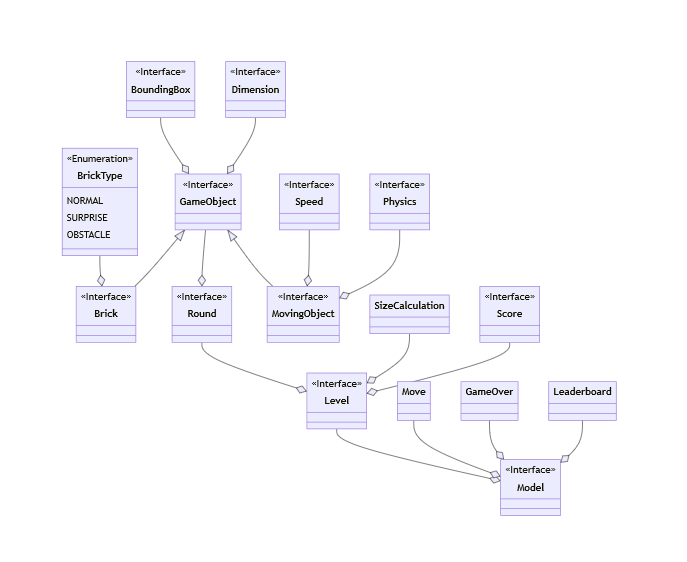 «Interface»
BoundingBox
«Interface»
Dimension
«Enumeration»
BrickType
NORMAL
SURPRISE
OBSTACLE
«Interface»
GameObject
«Interface»
Speed
«Interface»
Physics
«Interface»
Brick
«Interface»
Round
«Interface»
MovingObject
SizeCalculation
«Interface»
Score
«Interface»
Level
Move
GameOver
Leaderboard
«Interface»
Model